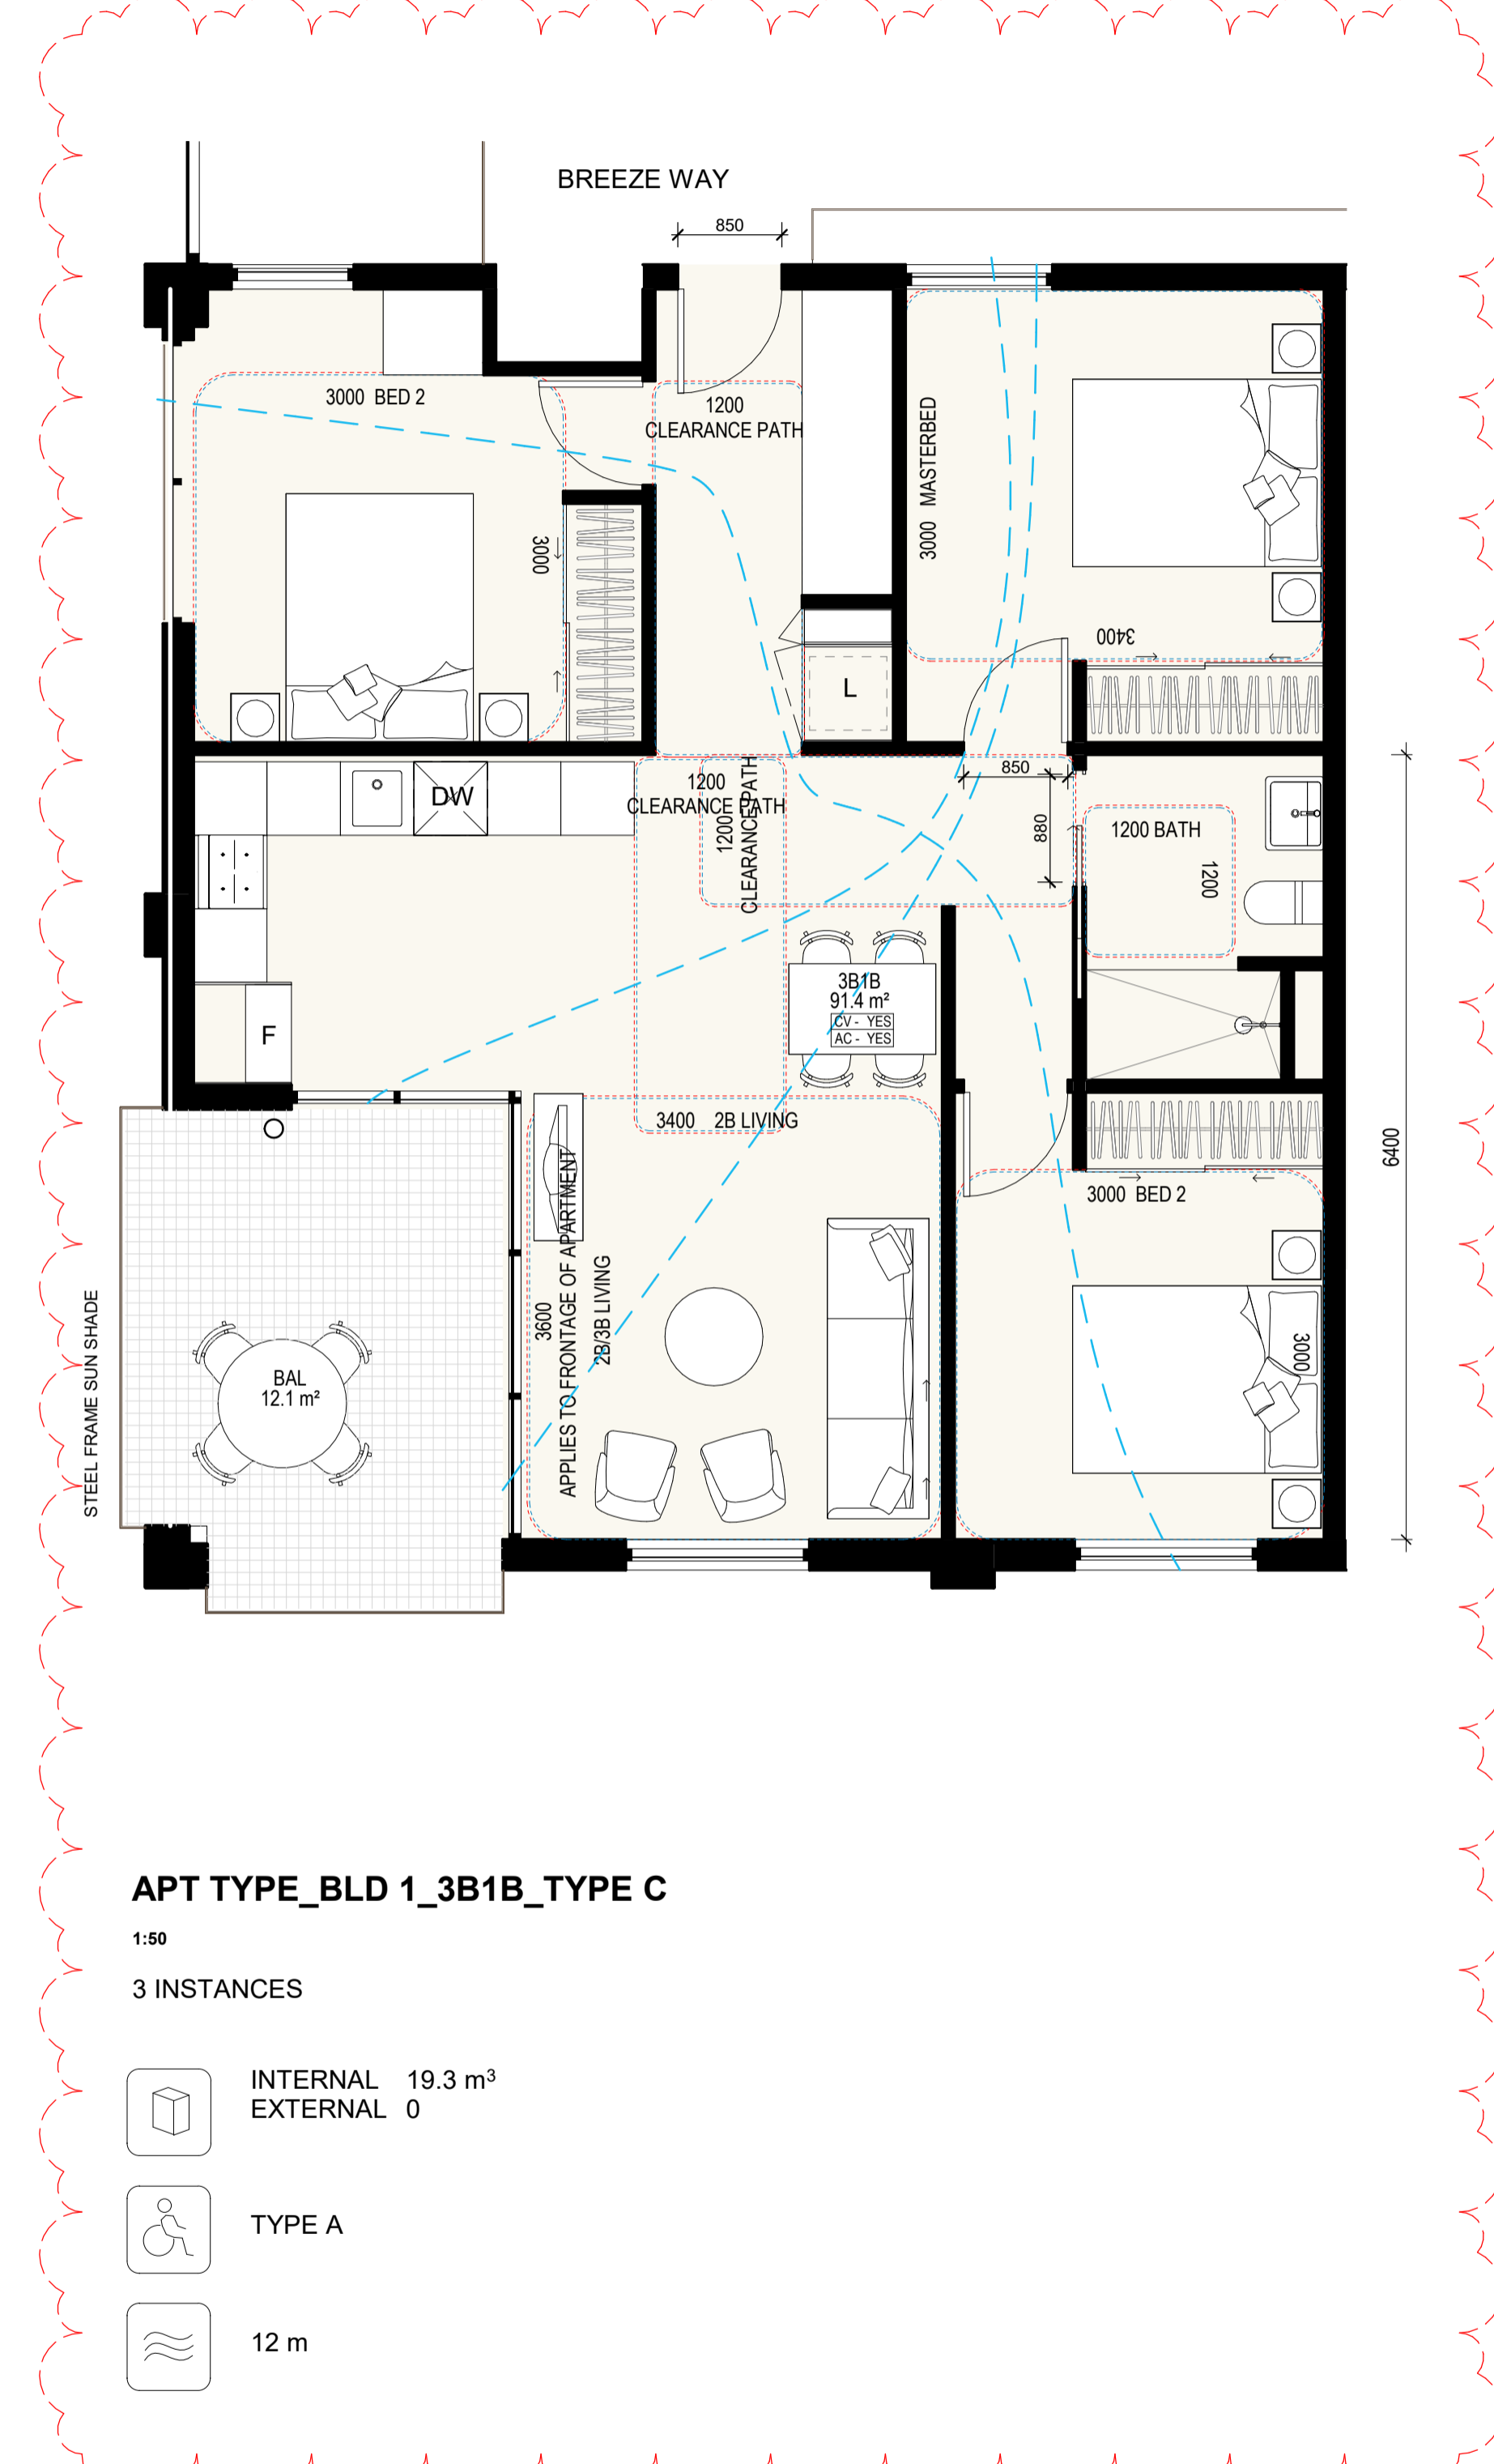 BREEZE WAY
850
3000 BED 2
1200
CLEARANCE PATH
3000 MASTERBED
3000
3400
L
1200
CLEARANCE PATH
1200
CLEARANCE PATH
850
880
DW
1200 BATH
1200
F
3B1B
91.4 m²
CV - YES
AC - YES
3400 2B LIVING
3600
APPLIES TO FRONTAGE OF APARTMENT
2B/3B LIVING
3000 BED 2
3000
6400
BAL
12.1 m²
STEEL FRAME SUN SHADE
APT TYPE_BLD 1_3B1B_TYPE C
1:50
3 INSTANCES
INTERNAL 19.3 m³
EXTERNAL 0
TYPE A
12 m